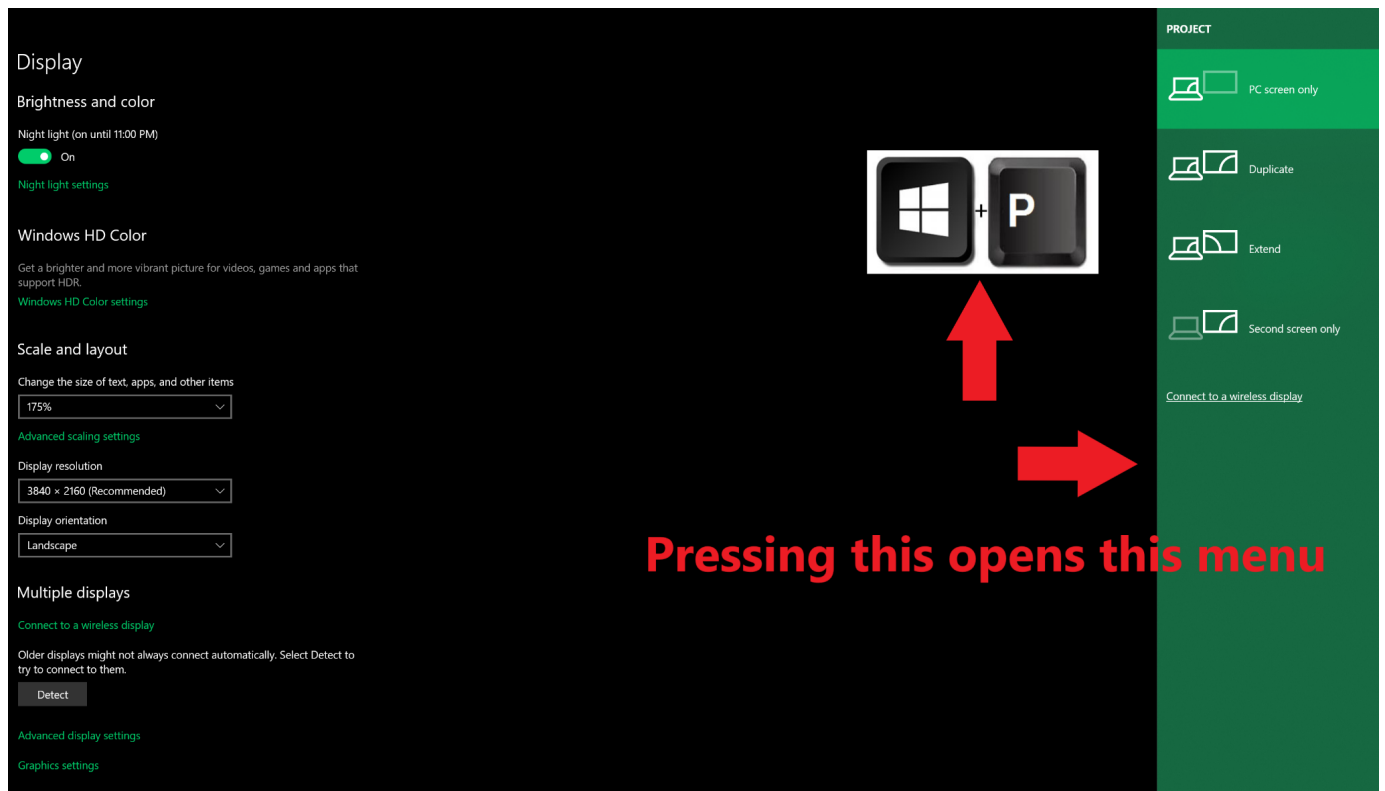 Display
Brightness and color
Night light (on until 11:00 PM)
On
Night light settings
Windows HD Color
Get a brighter and more vibrant picture for videos, games and apps that
support HDR.
Windows HD Color settings
Scale and layout
Change the size of text, apps, and other items
175%
Advanced scaling settings
Display resolution
3840 × 2160 (Recommended)
Display orientation
Landscape
Multiple displays
Connect to a wireless display
Older displays might not always connect automatically. Select Detect to
try to connect to them.
Detect
Advanced display settings
Graphics settings
+ P
Pressing this opens this menu
PROJECT
PC screen only
Duplicate
Extend
Second screen only
Connect to a wireless display